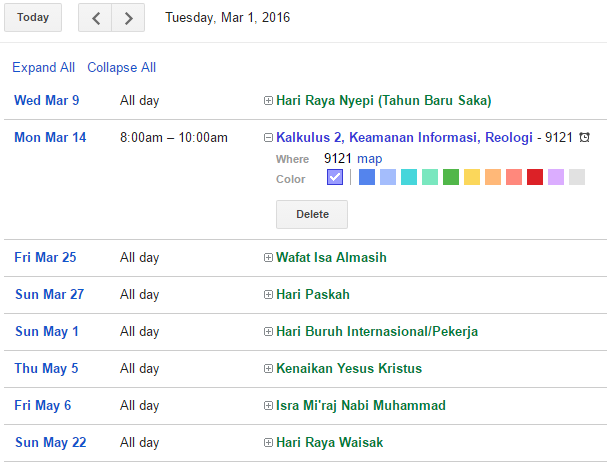 Today Tuesday, Mar 1, 2016
Expand All Collapse All
Wed Mar 9 All day Hari Raya Nyepi (Tahun Baru Saka)
Mon Mar 14 8:00am – 10:00am Kalkulus 2, Keamanan Informasi, Reologi - 9121
Where 9121 map
Color
Delete
Fri Mar 25 All day Wafat Isa Almasih
Sun Mar 27 All day Hari Paskah
Sun May 1 All day Hari Buruh Internasional/Pekerja
Thu May 5 All day Kenaikan Yesus Kristus
Fri May 6 All day Isra Mi'raj Nabi Muhammad
Sun May 22 All day Hari Raya Waisak